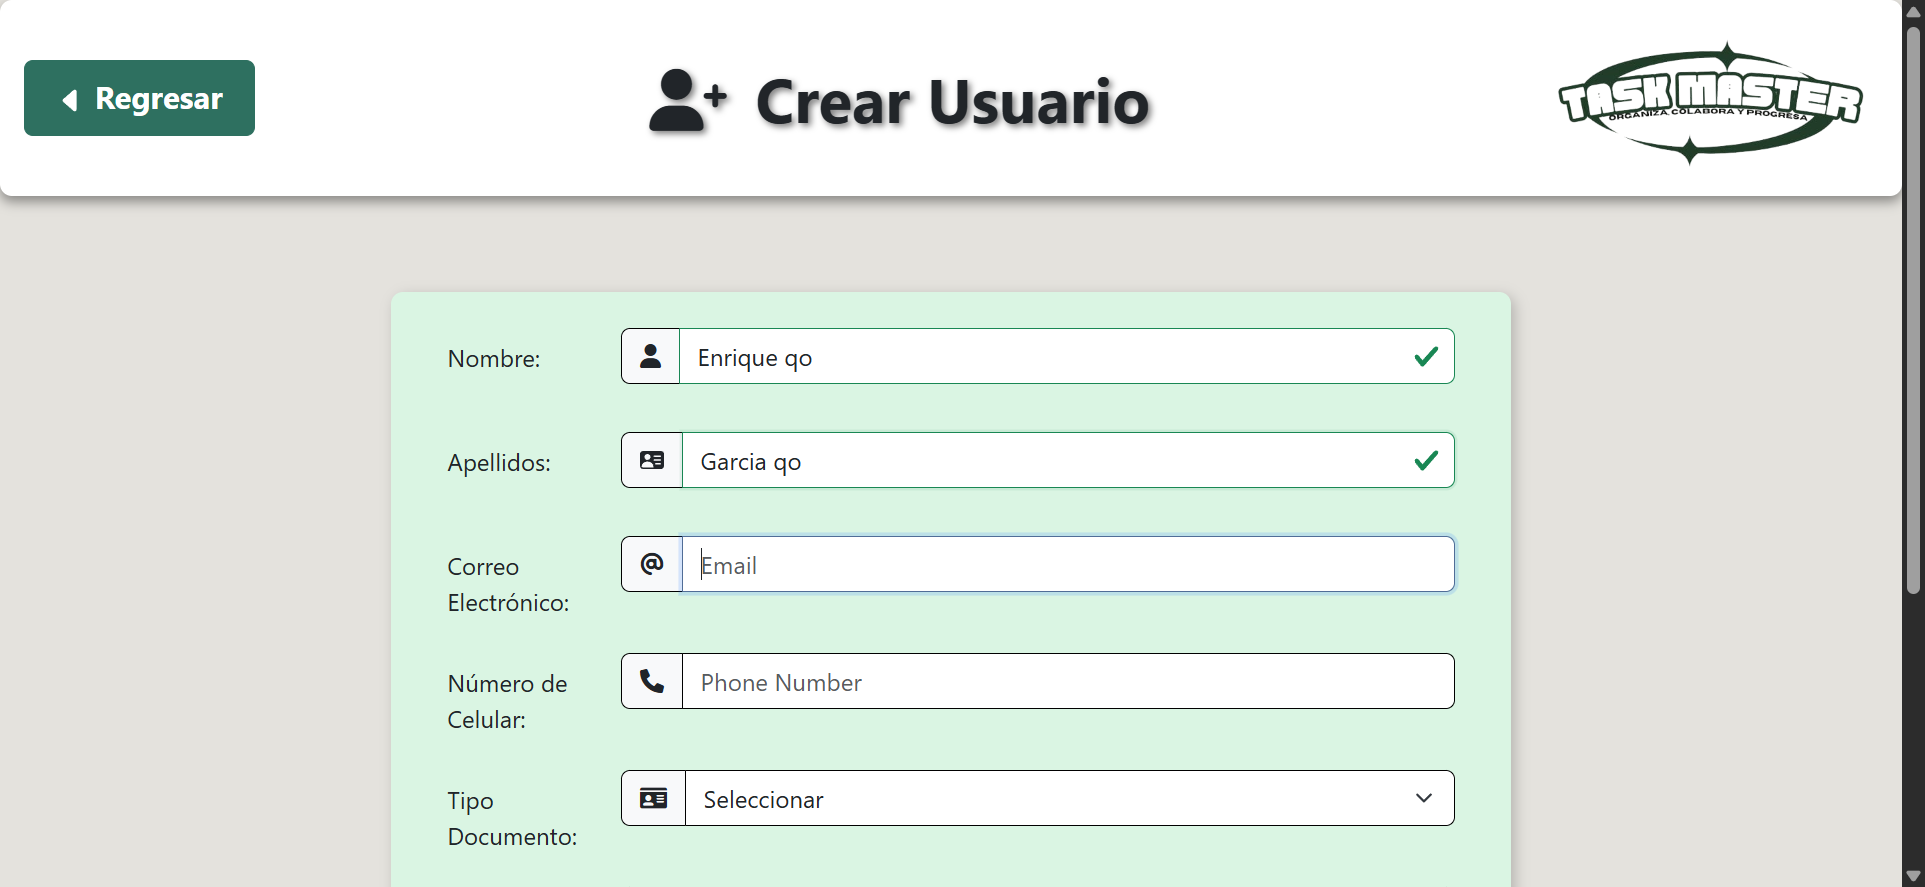 Regresar
Crear Usuario
TASK MASTER
ORGANIZA, COLABORA Y PROGRESA
Nombre:
Enrique qo
Apellidos:
Garcia qo
Correo
Electrónico:
Email
Número de
Celular:
Phone Number
Tipo
Documento:
Seleccionar